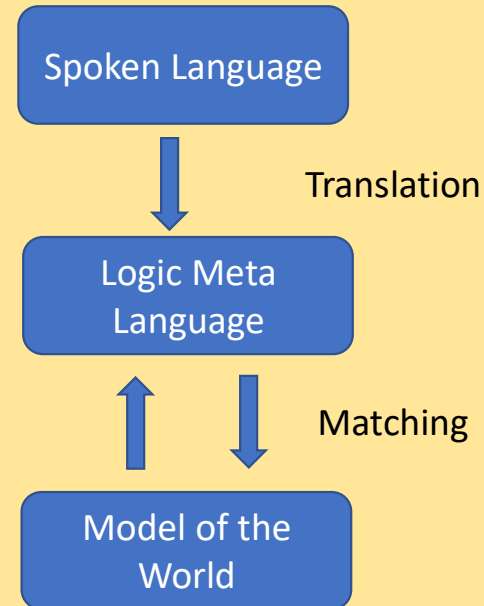 Spoken Language
Translation
Logic Meta
Language
Matching
Model of the
World